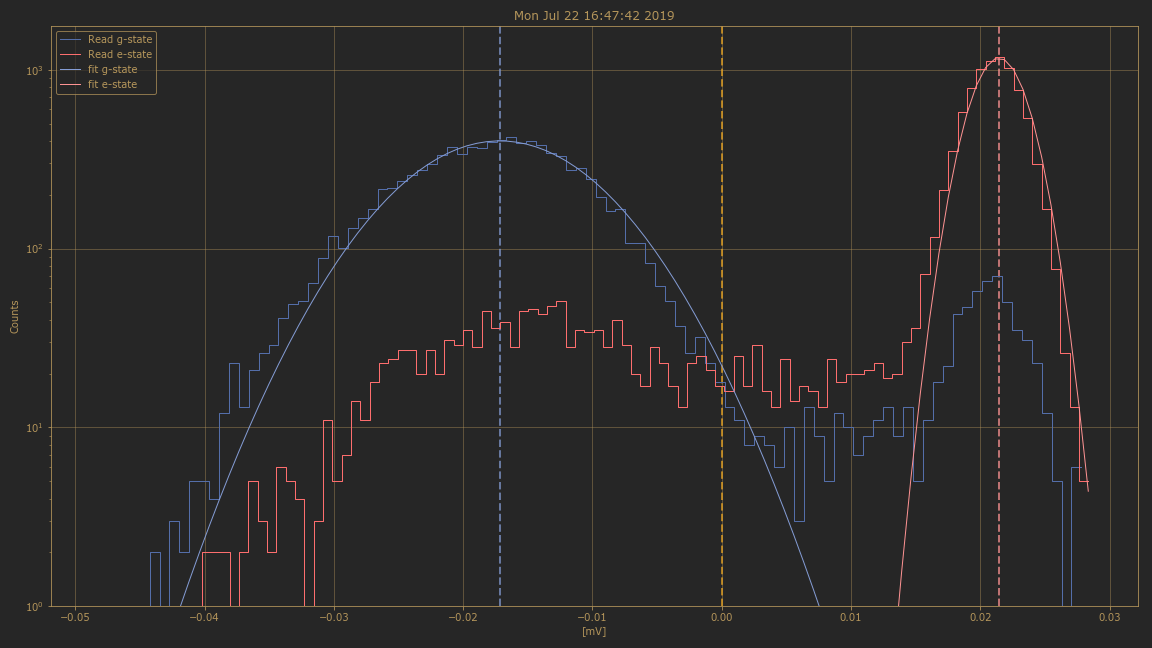 Mon Jul 22 16:47:42 2019
Read g-state
Read e-state
fit g-state
fit e-state
Counts
10³
10²
10¹
10⁰
−0.05 −0.04 −0.03 −0.02 −0.01 0.00 0.01 0.02 0.03
[mV]